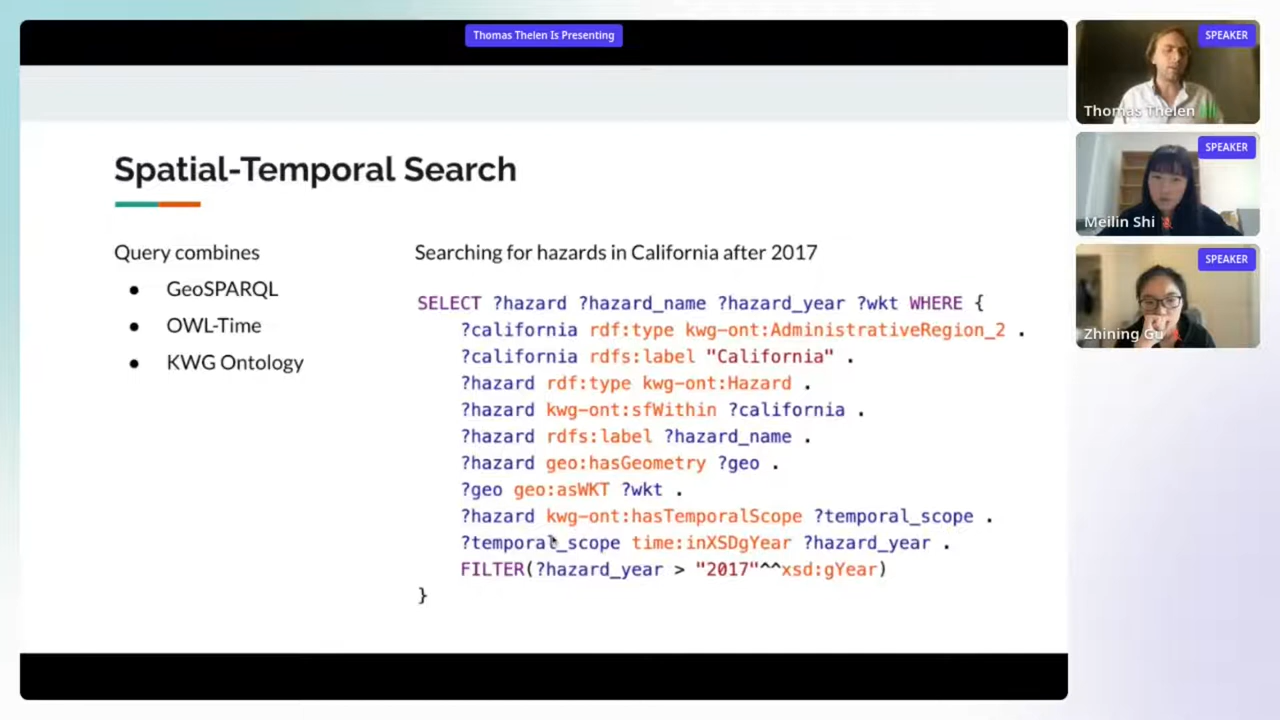 Thomas Thelen Is Presenting
Spatial-Temporal Search
Query combines
● GeoSPARQL
● OWL-Time
● KWG Ontology
Searching for hazards in California after 2017
SELECT ?hazard ?hazard_name ?hazard_year ?wkt WHERE {
?california rdf:type kwg-ont:AdministrativeRegion_2 .
?california rdfs:label "California" .
?hazard rdf:type kwg-ont:Hazard .
?hazard kwg-ont:sfWithin ?california .
?hazard rdfs:label ?hazard_name .
?hazard geo:hasGeometry ?geo .
?geo geo:asWKT ?wkt .
?hazard kwg-ont:hasTemporalScope ?temporal_scope .
?temporal_scope time:inXSDgYear ?hazard_year .
FILTER(?hazard_year > "2017"^^xsd:gYear)
}
SPEAKER
Thomas Thelen
SPEAKER
Meilin Shi
SPEAKER
Zhining Gu